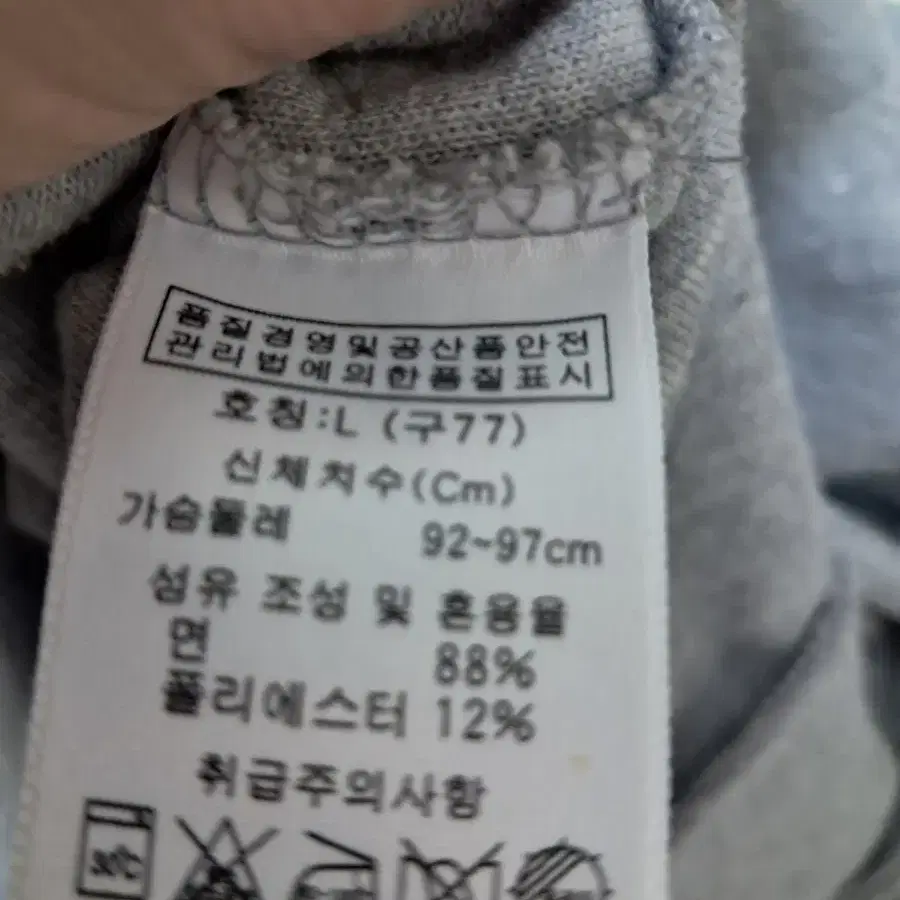 품질경영및공산품안전
관리법에의한품질표시
호칭:L (구77)
신체치수(Cm)
가슴둘레 92~97cm
섬유 조성 및 혼용율
면 88%
폴리에스터 12%
취급주의사항